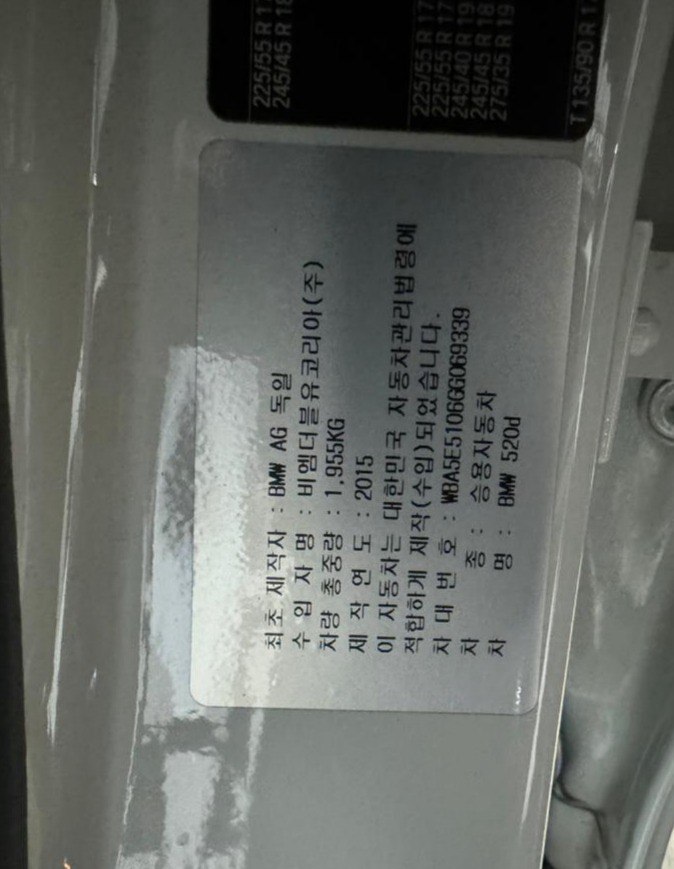 225/55 R 17
245/45 R 18
225/55 R 17
225/55 R 17
245/40 R 19
245/45 R 18
275/35 R 19
T 135/90 R
최초 제작자 : BMW AG 독일
수 입 자 명 : 비엠더블유코리아(주)
차량 총중량 : 1,955KG
제 작 연 도 : 2015
이 자동차는 대한민국 자동차관리법령에
적합하게 제작(수입)되었습니다.
차 대 번 호 : WBA5E5106GG069339
차 종 : 승용자동차
차 명 : BMW 520d